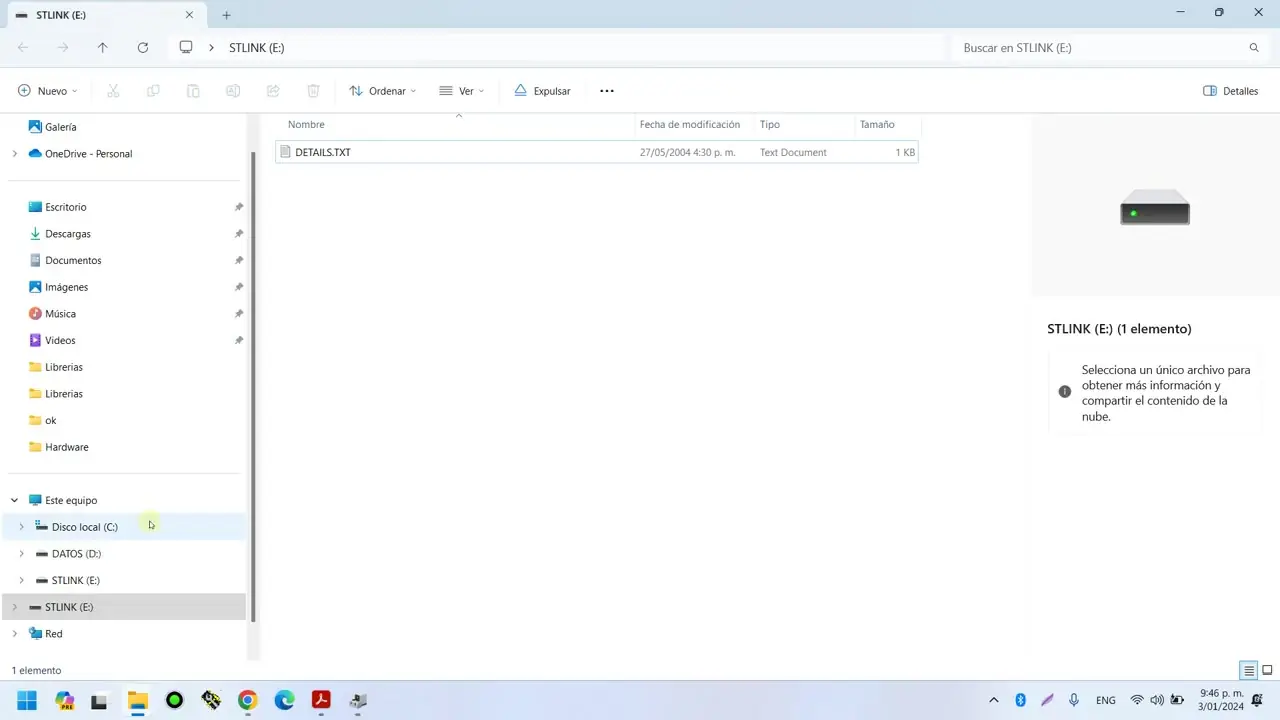 STLINK (E:)
STLINK (E:)
Buscar en STLINK (E:)
Nuevo
Ordenar
Ver
Expulsar
Detalles
Galería
OneDrive - Personal
Escritorio
Descargas
Documentos
Imágenes
Música
Videos
Librerias
Librerias
ok
Hardware
Este equipo
Disco local (C:)
DATOS (D:)
STLINK (E:)
STLINK (E:)
Red
Nombre Fecha de modificación Tipo Tamaño
DETAILS.TXT 27/05/2004 4:30 p. m. Text Document 1 KB
STLINK (E:) (1 elemento)
Selecciona un único archivo para
obtener más información y
compartir el contenido de la
nube.
1 elemento
PRE
ENG
9:46 p. m.
3/01/2024